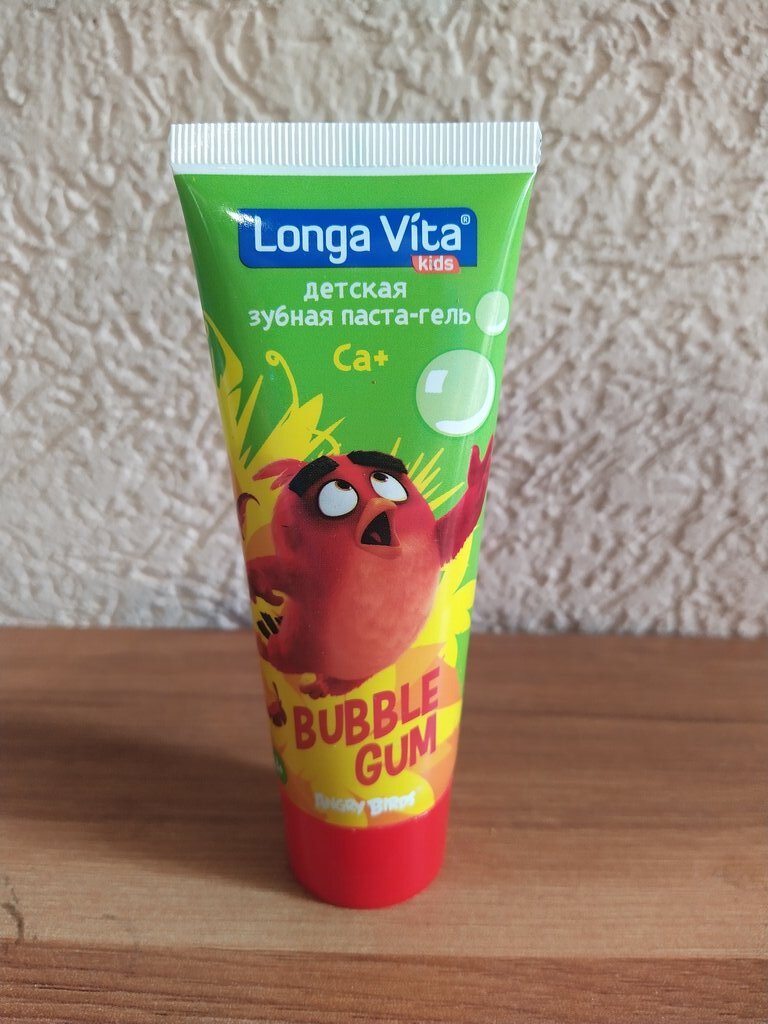 Longa Vita®
kids
детская
зубная паста-гель
Ca+
BUBBLE
GUM
ANGRY BIRDS